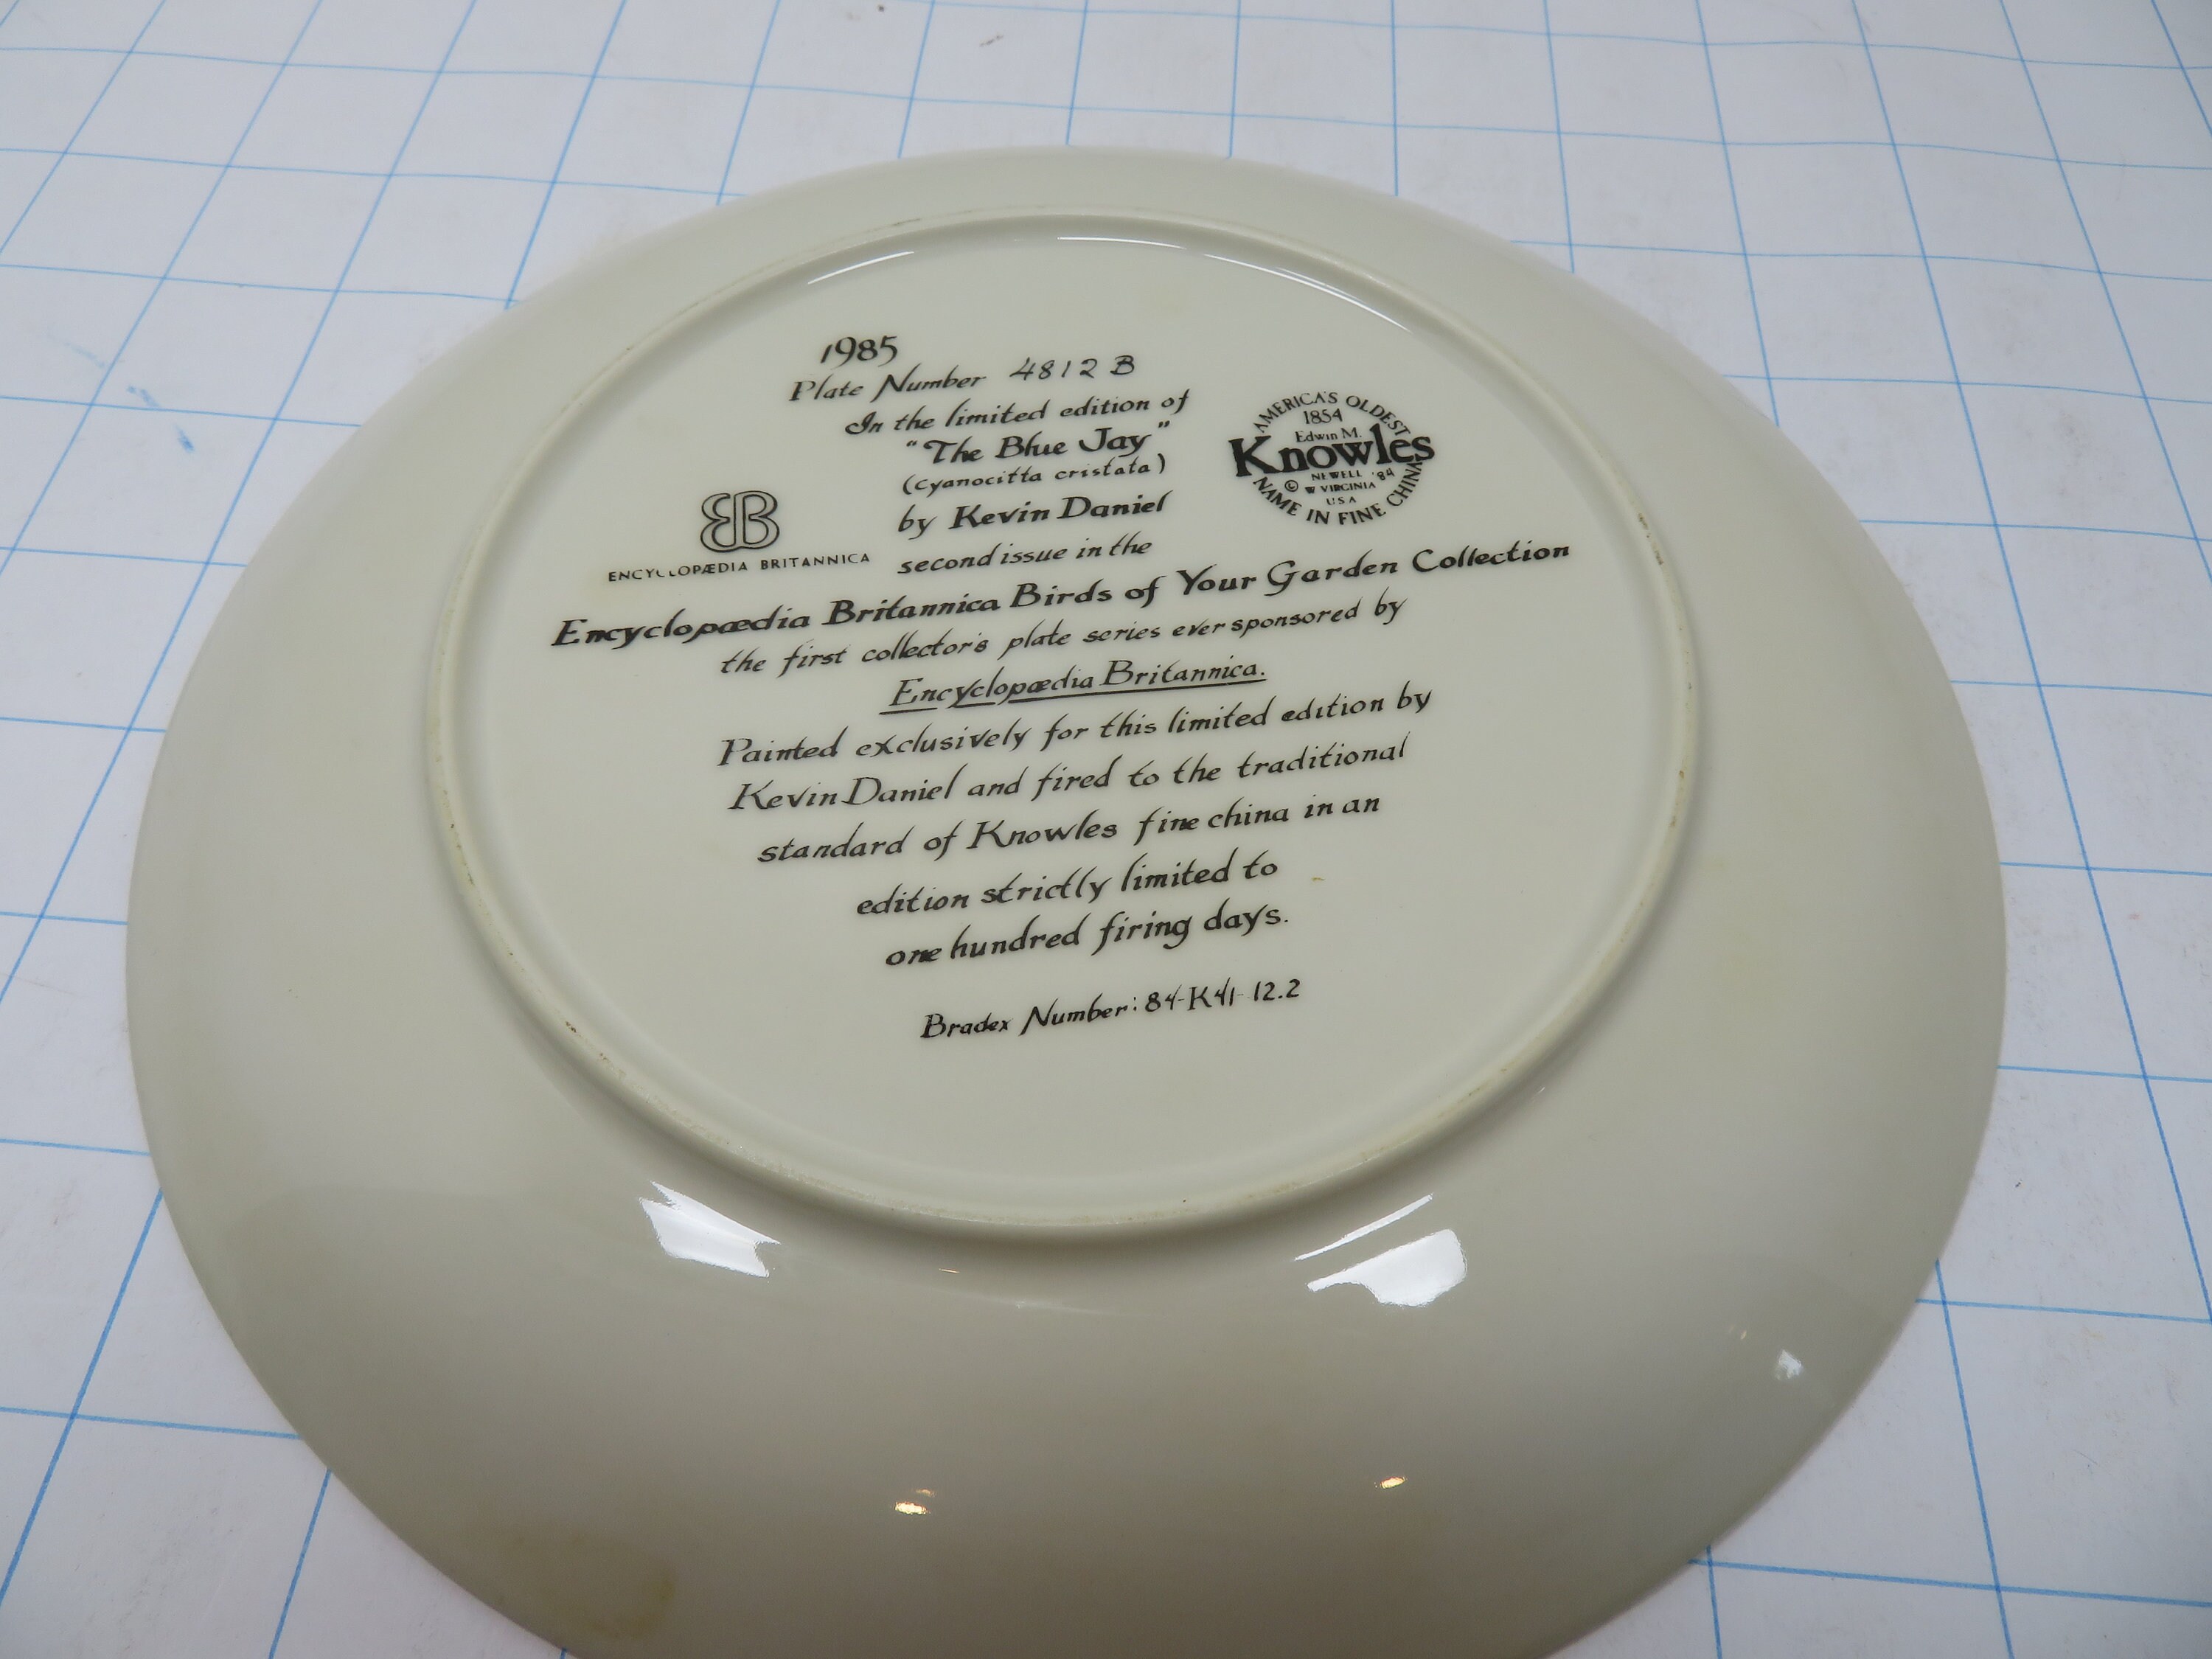 1985
Plate Number 4812 B
In the limited edition of
"The Blue Jay"
(cyanocitta cristata)
by Kevin Daniel
second issue in the
AMERICA'S OLDEST
1854
Edwin M.
Knowles
NEWELL '84
© W VIRGINIA
USA
NAME IN FINE CHINA
EB
ENCYCLOPÆDIA BRITANNICA
Encyclopædia Britannica Birds of Your Garden Collection
the first collector's plate series ever sponsored by
Encyclopædia Britannica.
Painted exclusively for this limited edition by
Kevin Daniel and fired to the traditional
standard of Knowles fine china in an
edition strictly limited to
one hundred firing days.
Bradex Number: 84-K41-12.2